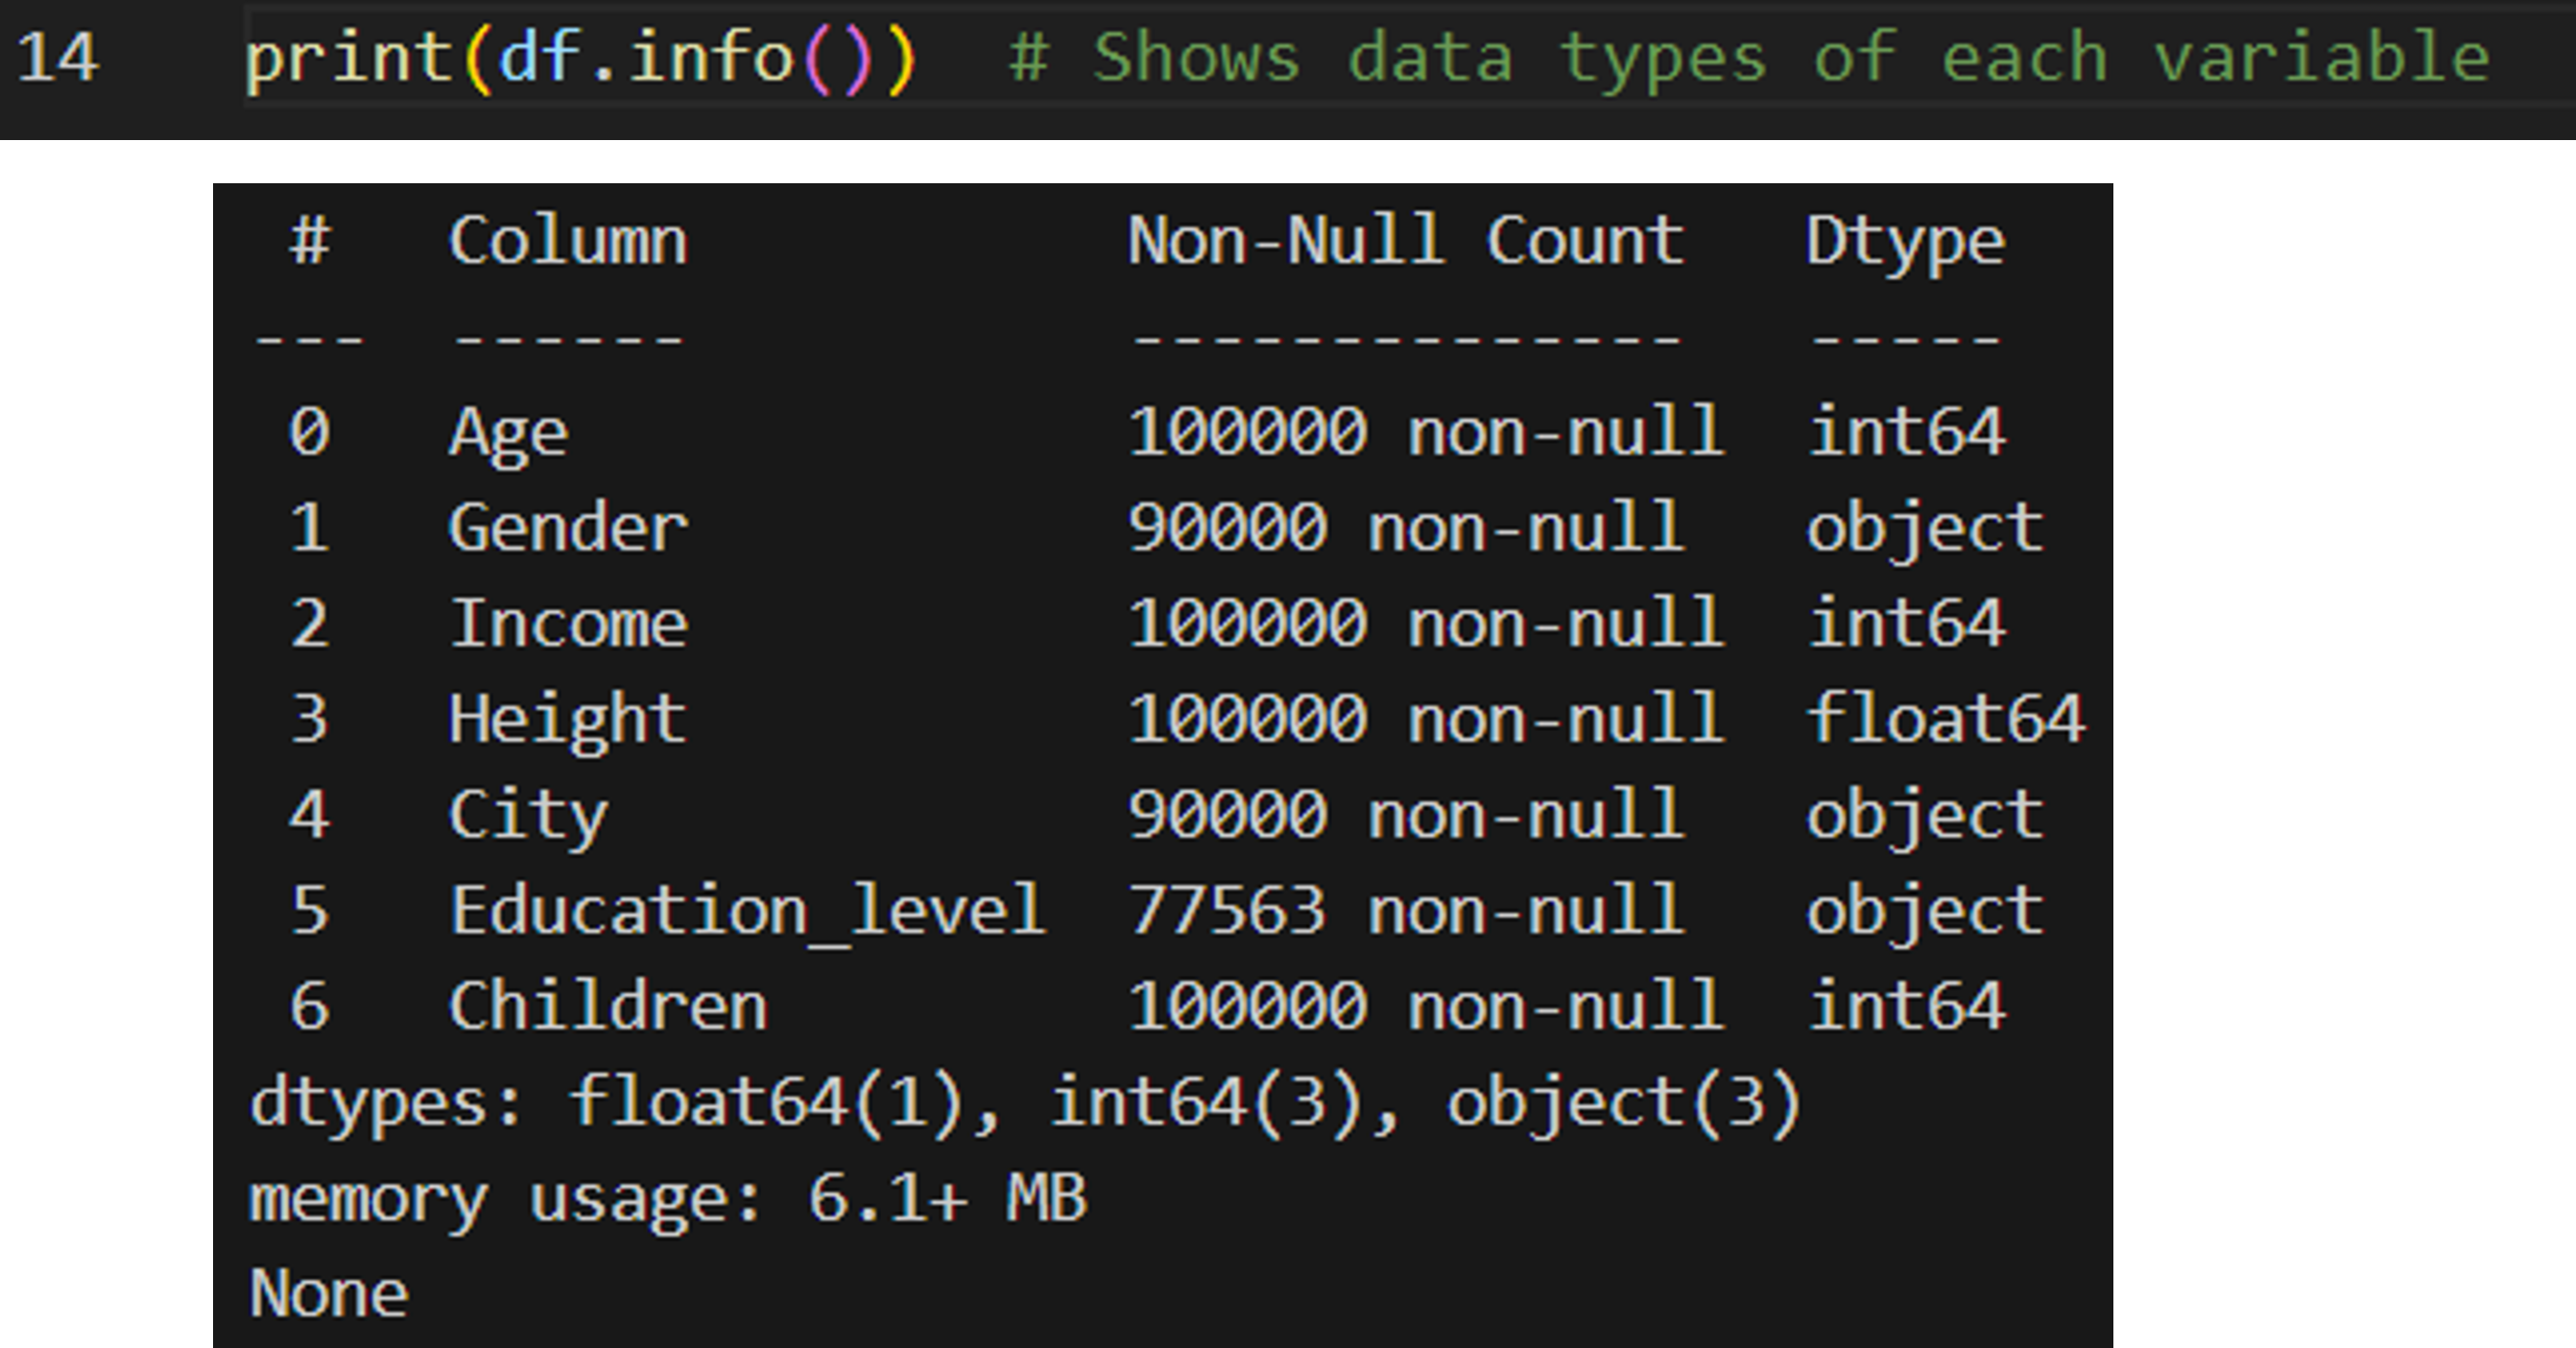 14 print(df.info()) # Shows data types of each variable
# Column Non-Null Count Dtype
--- ------ -------------- -----
0 Age 100000 non-null int64
1 Gender 90000 non-null object
2 Income 100000 non-null int64
3 Height 100000 non-null float64
4 City 90000 non-null object
5 Education_level 77563 non-null object
6 Children 100000 non-null int64
dtypes: float64(1), int64(3), object(3)
memory usage: 6.1+ MB
None